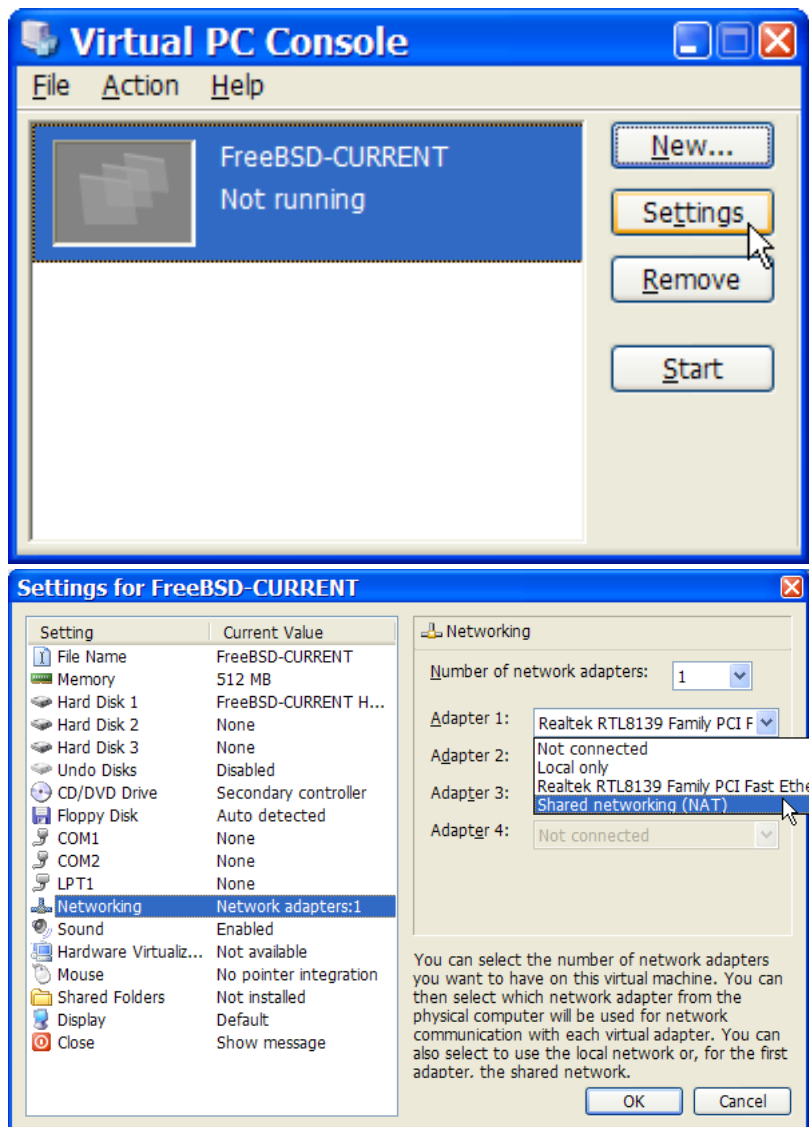 Virtual PC Console
File Action Help
FreeBSD-CURRENT
Not running
New...
Settings
Remove
Start
Settings for FreeBSD-CURRENT
Setting Current Value
File Name FreeBSD-CURRENT
Memory 512 MB
Hard Disk 1 FreeBSD-CURRENT H...
Hard Disk 2 None
Hard Disk 3 None
Undo Disks Disabled
CD/DVD Drive Secondary controller
Floppy Disk Auto detected
COM1 None
COM2 None
LPT1 None
Networking Network adapters:1
Sound Enabled
Hardware Virtualiz... Not available
Mouse No pointer integration
Shared Folders Not installed
Display Default
Close Show message
Networking
Number of network adapters: 1
Adapter 1: Realtek RTL8139 Family PCI F
Not connected
Adapter 2: Local only
Adapter 3: Realtek RTL8139 Family PCI Fast Ethe
Shared networking (NAT)
Adapter 4: Not connected
You can select the number of network adapters
you want to have on this virtual machine. You can
then select which network adapter from the
physical computer will be used for network
communication with each virtual adapter. You can
also select to use the local network or, for the first
adapter, the shared network.
OK Cancel